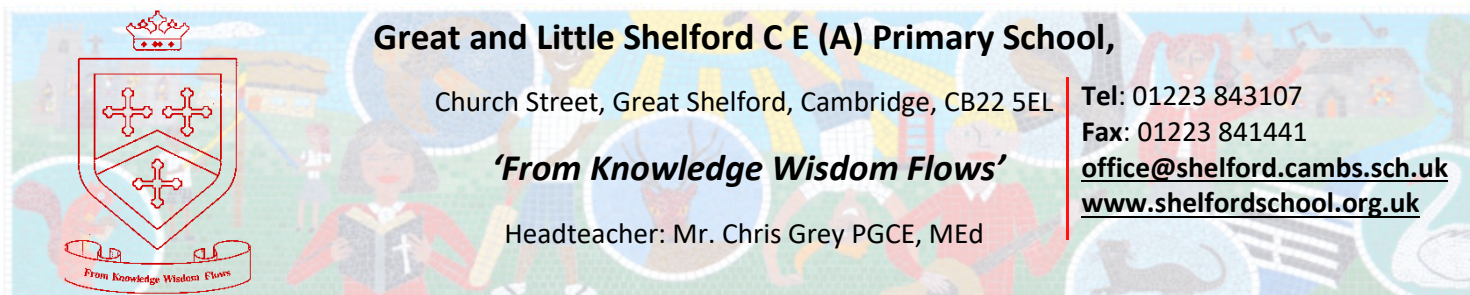 Great and Little Shelford C E (A) Primary School,
Church Street, Great Shelford, Cambridge, CB22 5EL
‘From Knowledge Wisdom Flows’
Headteacher: Mr. Chris Grey PGCE, MEd
Tel: 01223 843107
Fax: 01223 841441
office@shelford.cambs.sch.uk
www.shelfordschool.org.uk
From Knowledge Wisdom Flows